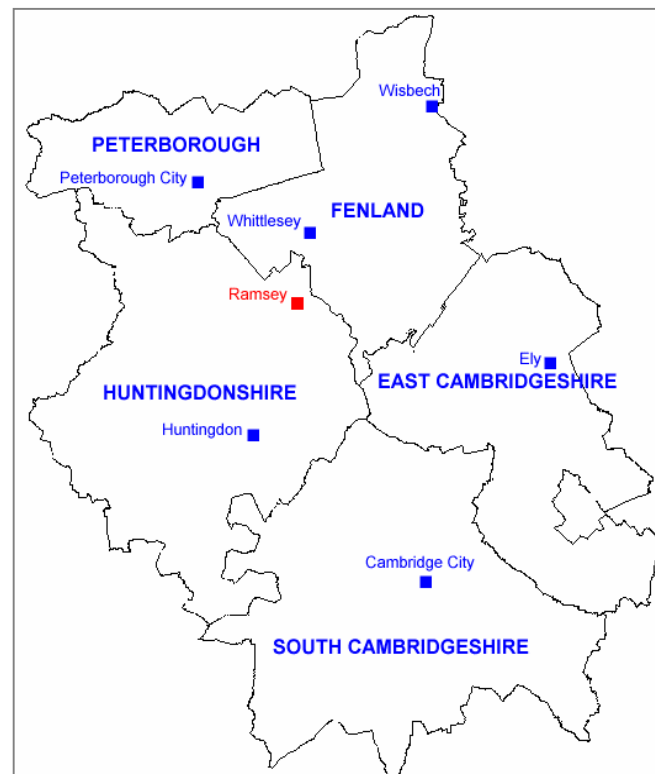 Wisbech
PETERBOROUGH
Peterborough City
FENLAND
Whittlesey
Ramsey
Ely
EAST CAMBRIDGESHIRE
HUNTINGDONSHIRE
Huntingdon
Cambridge City
SOUTH CAMBRIDGESHIRE